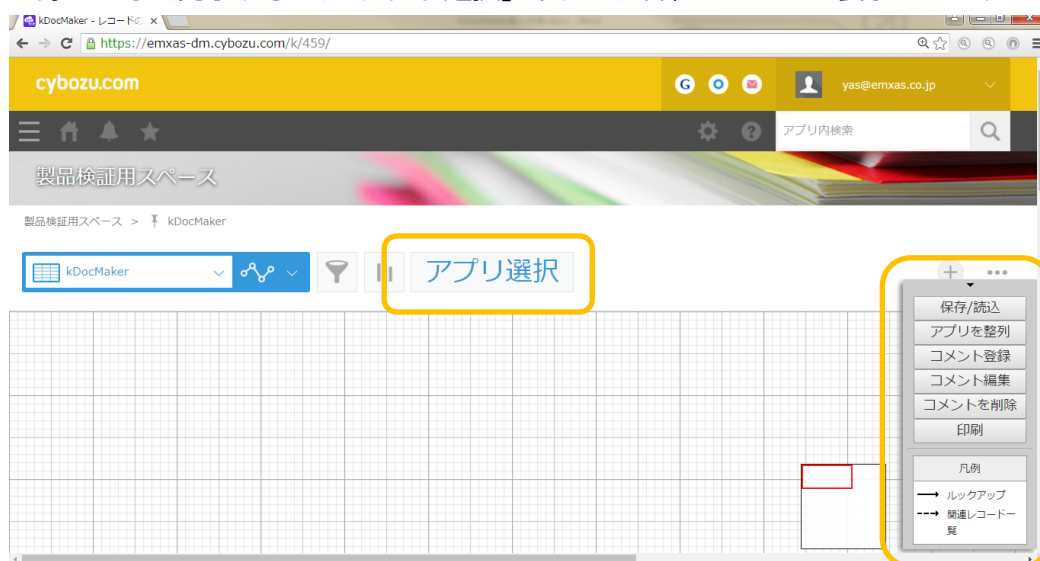 kDocMaker - レコードの
https://emxas-dm.cybozu.com/k/459/
cybozu.com
G
yas@emxas.co.jp
アプリ内検索
製品検証用スペース
製品検証用スペース > kDocMaker
kDocMaker
アプリ選択
保存/読込
アプリを整列
コメント登録
コメント編集
コメントを削除
印刷
凡例
ルックアップ
関連レコード一
覧